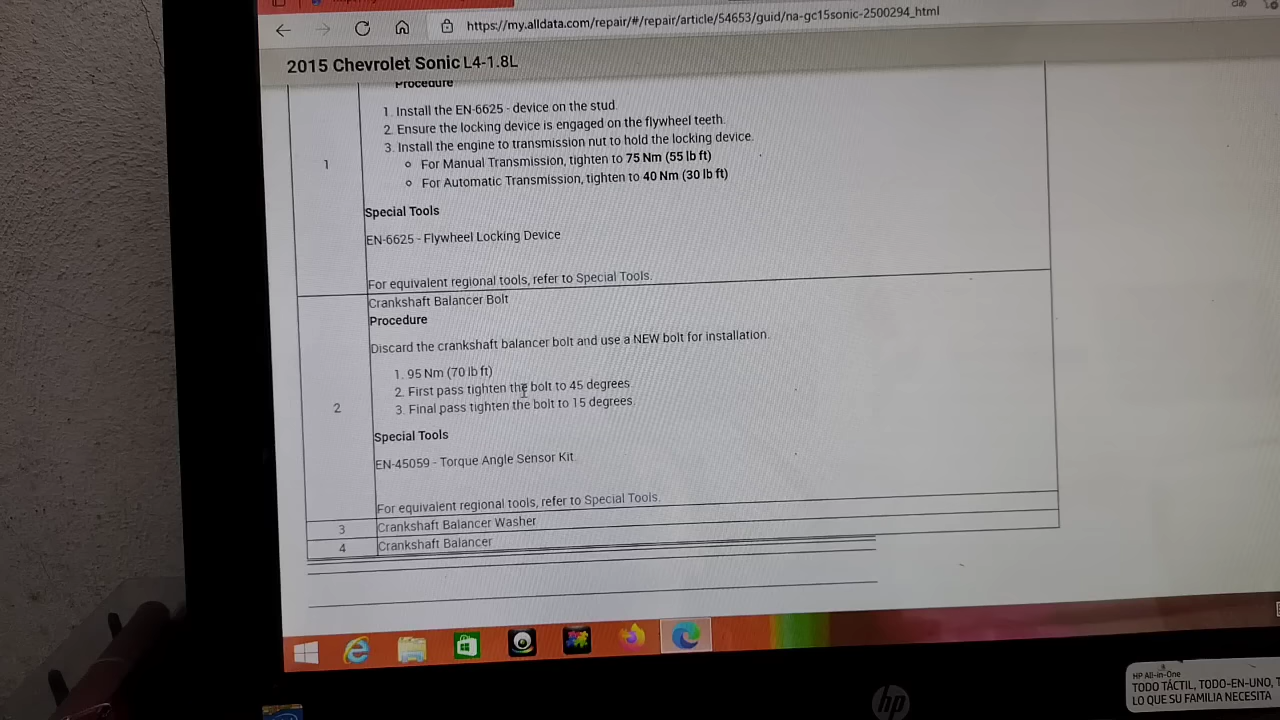 https://my.alldata.com/repair/#/repair/article/54653/guid/na-gc15sonic-2500294_html
2015 Chevrolet Sonic L4-1.8L
Procedure
1. Install the EN-6625 - device on the stud.
2. Ensure the locking device is engaged on the flywheel teeth.
3. Install the engine to transmission nut to hold the locking device.
For Manual Transmission, tighten to 75 Nm (55 lb ft)
1
For Automatic Transmission, tighten to 40 Nm (30 lb ft)
Special Tools
EN-6625 - Flywheel Locking Device
For equivalent regional tools, refer to Special Tools.
Crankshaft Balancer Bolt
Procedure
Discard the crankshaft balancer bolt and use a NEW bolt for installation.
1. 95 Nm (70 lb ft)
2. First pass tighten the bolt to 45 degrees.
2
3. Final pass tighten the bolt to 15 degrees.
Special Tools
EN-45059 - Torque Angle Sensor Kit.
For equivalent regional tools, refer to Special Tools.
3 Crankshaft Balancer Washer
4 Crankshaft Balancer
HP All-in-One
TODO TÁCTIL, TODO-EN-UNO, T
LO QUE SU FAMILIA NECESITA
hp